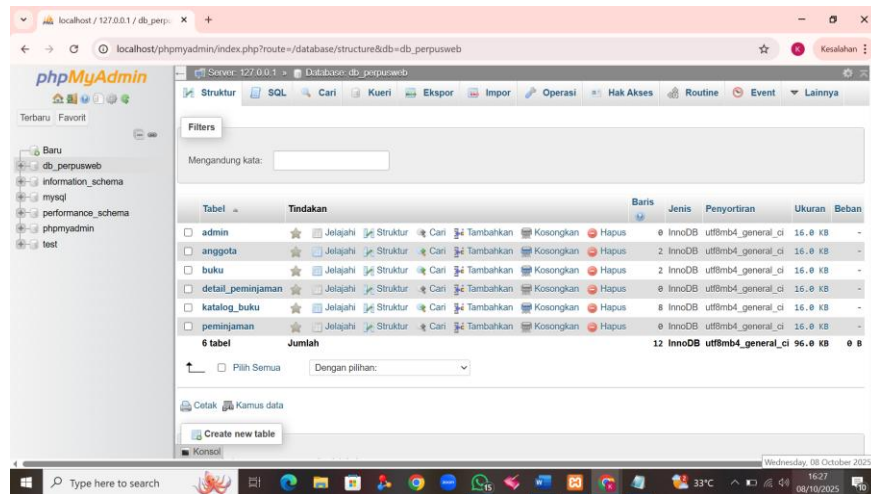 localhost / 127.0.0.1 / db_perpu
localhost/phpmyadmin/index.php?route=/database/structure&db=db_perpusweb
K
Kesalahan
phpMyAdmin
Terbaru Favorit
Baru
db_perpusweb
information_schema
mysql
performance_schema
phpmyadmin
test
Server: 127.0.0.1 » Database: db_perpusweb
Struktur SQL Cari Kueri Ekspor Impor Operasi Hak Akses Routine Event Lainnya
Filters
Mengandung kata:
Tabel Tindakan Baris Jenis Penyortiran Ukuran Beban
admin Jelajahi Struktur Cari Tambahkan Kosongkan Hapus 0 InnoDB utf8mb4_general_ci 16.0 KB -
anggota Jelajahi Struktur Cari Tambahkan Kosongkan Hapus 2 InnoDB utf8mb4_general_ci 16.0 KB -
buku Jelajahi Struktur Cari Tambahkan Kosongkan Hapus 2 InnoDB utf8mb4_general_ci 16.0 KB -
detail_peminjaman Jelajahi Struktur Cari Tambahkan Kosongkan Hapus 0 InnoDB utf8mb4_general_ci 16.0 KB -
katalog_buku Jelajahi Struktur Cari Tambahkan Kosongkan Hapus 8 InnoDB utf8mb4_general_ci 16.0 KB -
peminjaman Jelajahi Struktur Cari Tambahkan Kosongkan Hapus 0 InnoDB utf8mb4_general_ci 16.0 KB -
6 tabel Jumlah 12 InnoDB utf8mb4_general_ci 96.0 KB 0 B
Pilih Semua Dengan pilihan:
Cetak Kamus data
Create new table
Konsol
Wednesday, 08 October 2025
Type here to search
33°C
16:27
08/10/2025